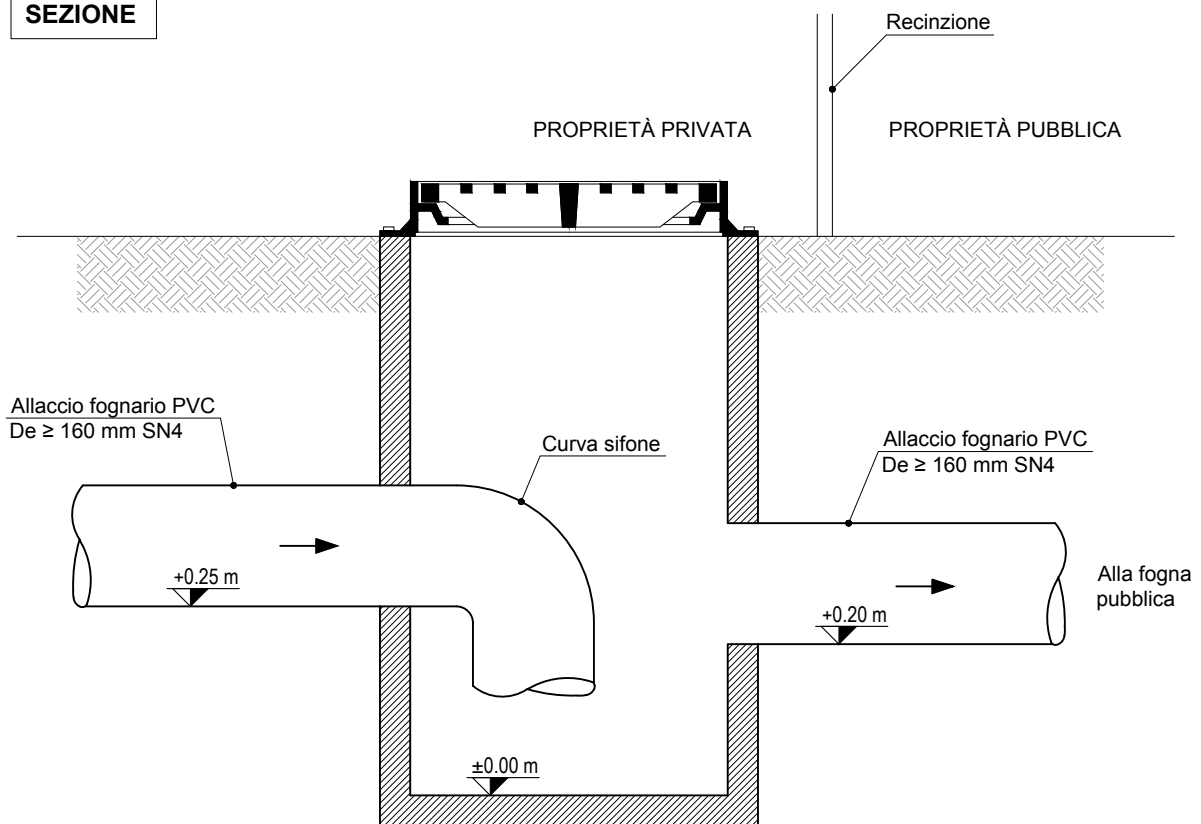 SEZIONE
Recinzione
PROPRIETÀ PRIVATA
PROPRIETÀ PUBBLICA
Allaccio fognario PVC
De ≥ 160 mm SN4
Curva sifone
Allaccio fognario PVC
De ≥ 160 mm SN4
+0.25 m
Alla fogna
pubblica
+0.20 m
±0.00 m